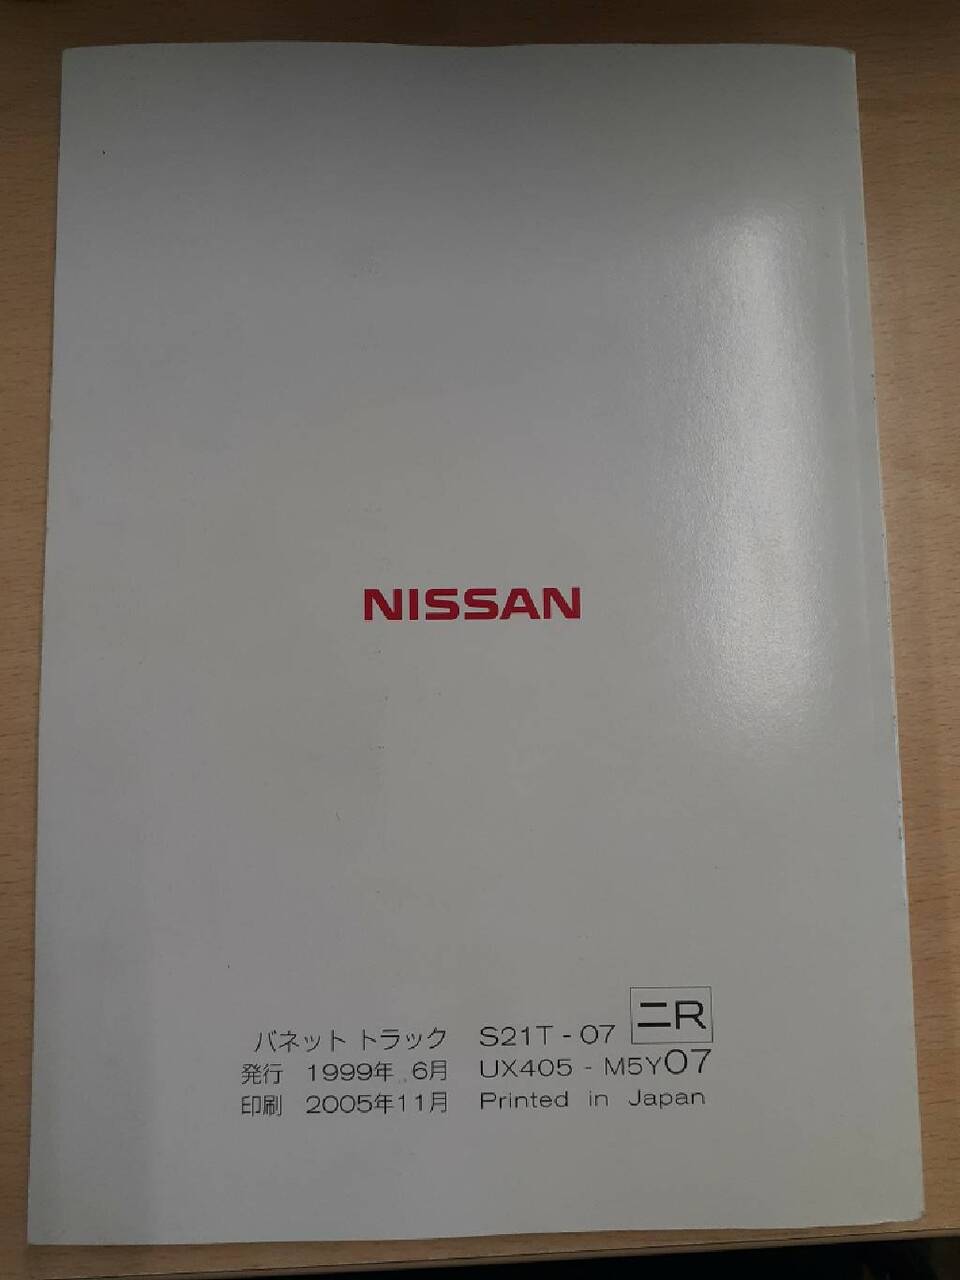 NISSAN
バネット トラック S21T - 07 ニR
発行 1999年 6月 UX405 - M5Y07
印刷 2005年11月 Printed in Japan